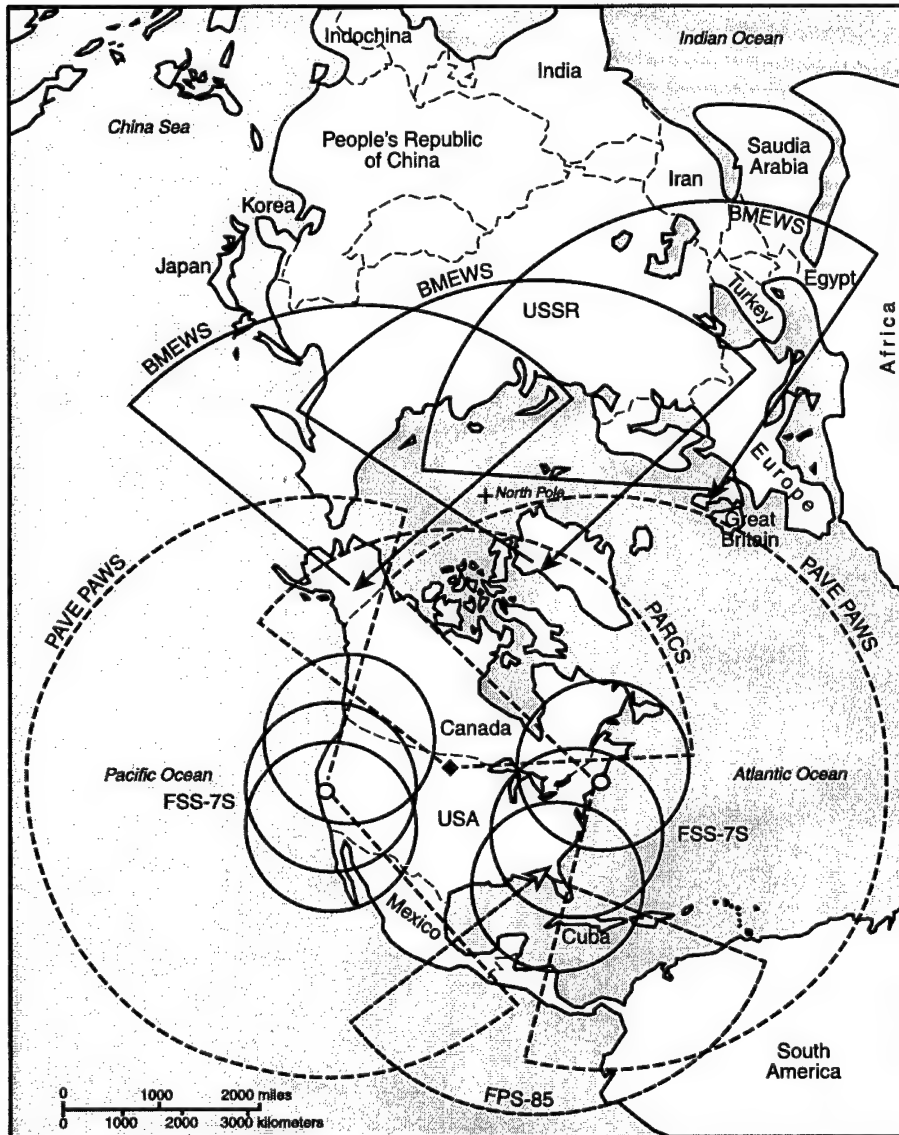 Indochina
Indian Ocean
India
China Sea
People's Republic
of China
Saudia
Arabia
Iran
Korea
BMEWS
Japan
BMEWS
Egypt
USSR
Turkey
BMEWS
Africa
Europe
North Pole
Great
Britain
PAVE PAWS
PARCS
PAVE PAWS
Canada
Pacific Ocean
Atlantic Ocean
FSS-7S
USA
FSS-7S
Mexico
Cuba
South
America
FPS-85
0 1000 2000 miles
0 1000 2000 3000 kilometers